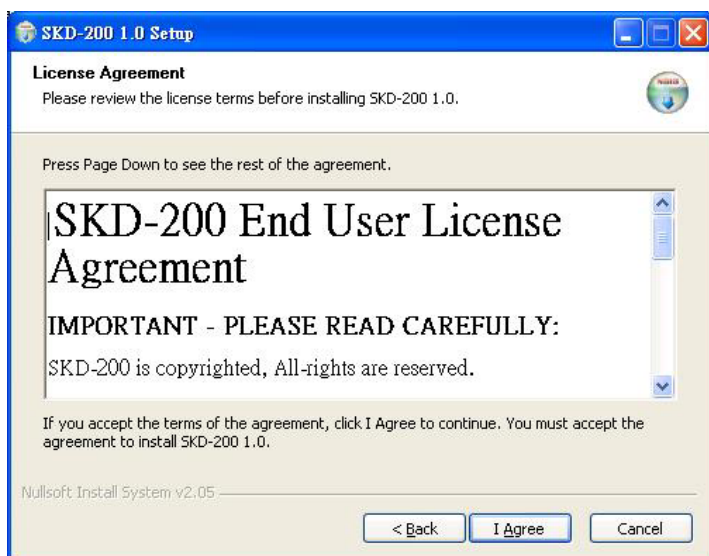 SKD-200 1.0 Setup
License Agreement
Please review the license terms before installing SKD-200 1.0.
Press Page Down to see the rest of the agreement.
SKD-200 End User License
Agreement
IMPORTANT - PLEASE READ CAREFULLY:
SKD-200 is copyrighted, All-rights are reserved.
If you accept the terms of the agreement, click I Agree to continue. You must accept the
agreement to install SKD-200 1.0.
Nullsoft Install System v2.05
< Back
I Agree
Cancel